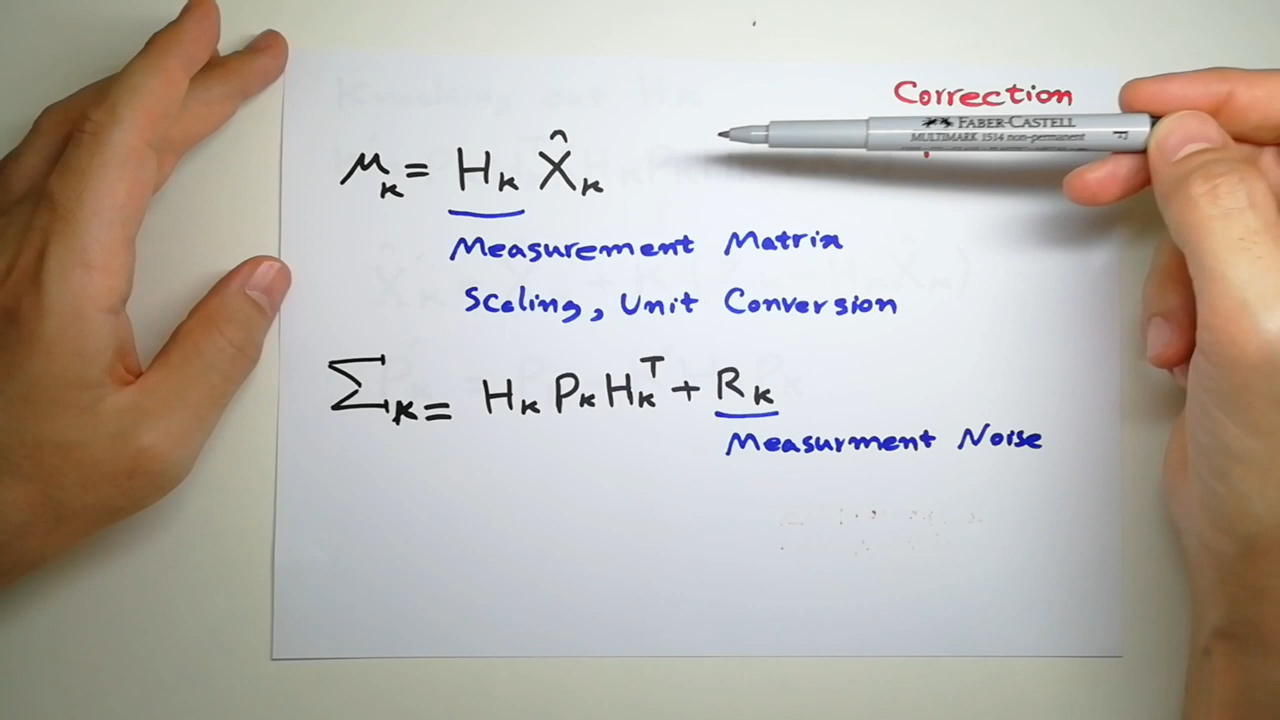 Correction
FABER-CASTELL
MULTIMARK 1514 non-permanent
F
μₖ = Hₖ X̂ₖ
Measurement Matrix
Scaling, Unit Conversion
Σₖ = Hₖ Pₖ Hₖᵀ + Rₖ
Measurment Noise